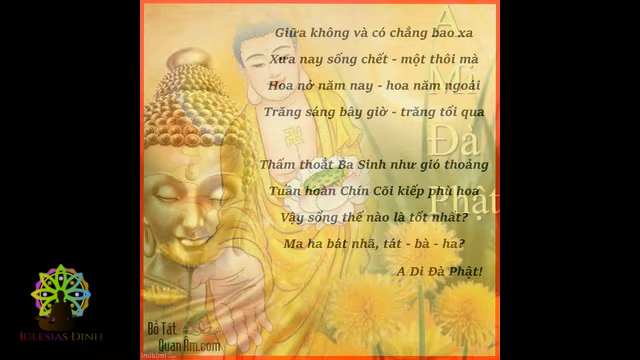 Giữa không và có chẳng bao xa
Xưa nay sống chết - một thôi mà
Hoa nở năm nay - hoa năm ngoái
Trăng sáng bây giờ - trăng tối qua
Thấm thoắt Ba Sinh như gió thoảng
Tuần hoàn Chín Cõi kiếp phù hoa
Vậy sống thế nào là tốt nhất?
Ma ha bát nhã, tát - bà - ha?
A Di Đà Phật!
A
Mi
Đà
Phật
IGLESIAS DINH
Bồ Tát
Quan Âm.com